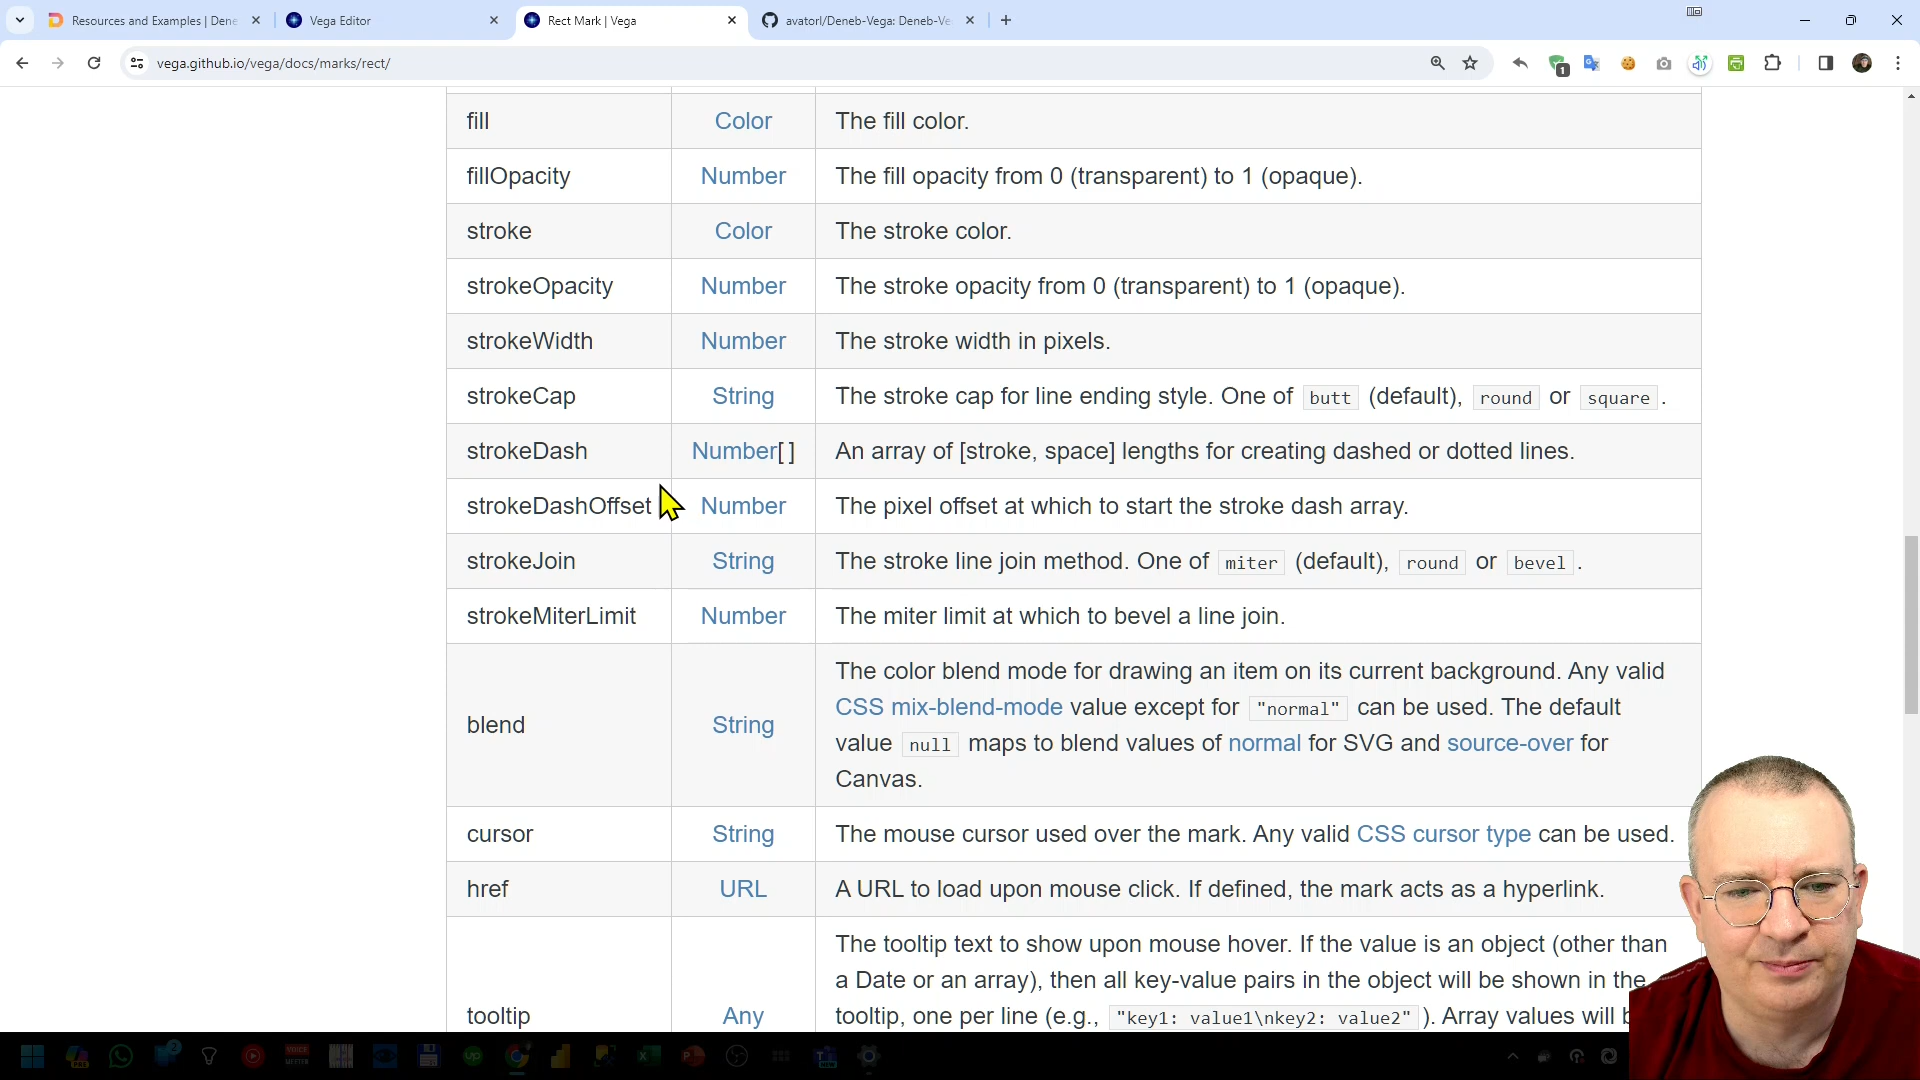 Resources and Examples | Dene
Vega Editor
Rect Mark | Vega
avatorl/Deneb-Vega: Deneb-Ve
vega.github.io/vega/docs/marks/rect/
1
fill Color The fill color.
fillOpacity Number The fill opacity from 0 (transparent) to 1 (opaque).
stroke Color The stroke color.
strokeOpacity Number The stroke opacity from 0 (transparent) to 1 (opaque).
strokeWidth Number The stroke width in pixels.
strokeCap String The stroke cap for line ending style. One of butt (default), round or square.
strokeDash Number[] An array of [stroke, space] lengths for creating dashed or dotted lines.
strokeDashOffset Number The pixel offset at which to start the stroke dash array.
strokeJoin String The stroke line join method. One of miter (default), round or bevel.
strokeMiterLimit Number The miter limit at which to bevel a line join.
The color blend mode for drawing an item on its current background. Any valid
CSS mix-blend-mode value except for "normal" can be used. The default
blend String
value null maps to blend values of normal for SVG and source-over for
Canvas.
cursor String The mouse cursor used over the mark. Any valid CSS cursor type can be used.
href URL A URL to load upon mouse click. If defined, the mark acts as a hyperlink.
The tooltip text to show upon mouse hover. If the value is an object (other than
a Date or an array), then all key-value pairs in the object will be shown in the
tooltip Any tooltip, one per line (e.g., "key1: value1\nkey2: value2"). Array values will